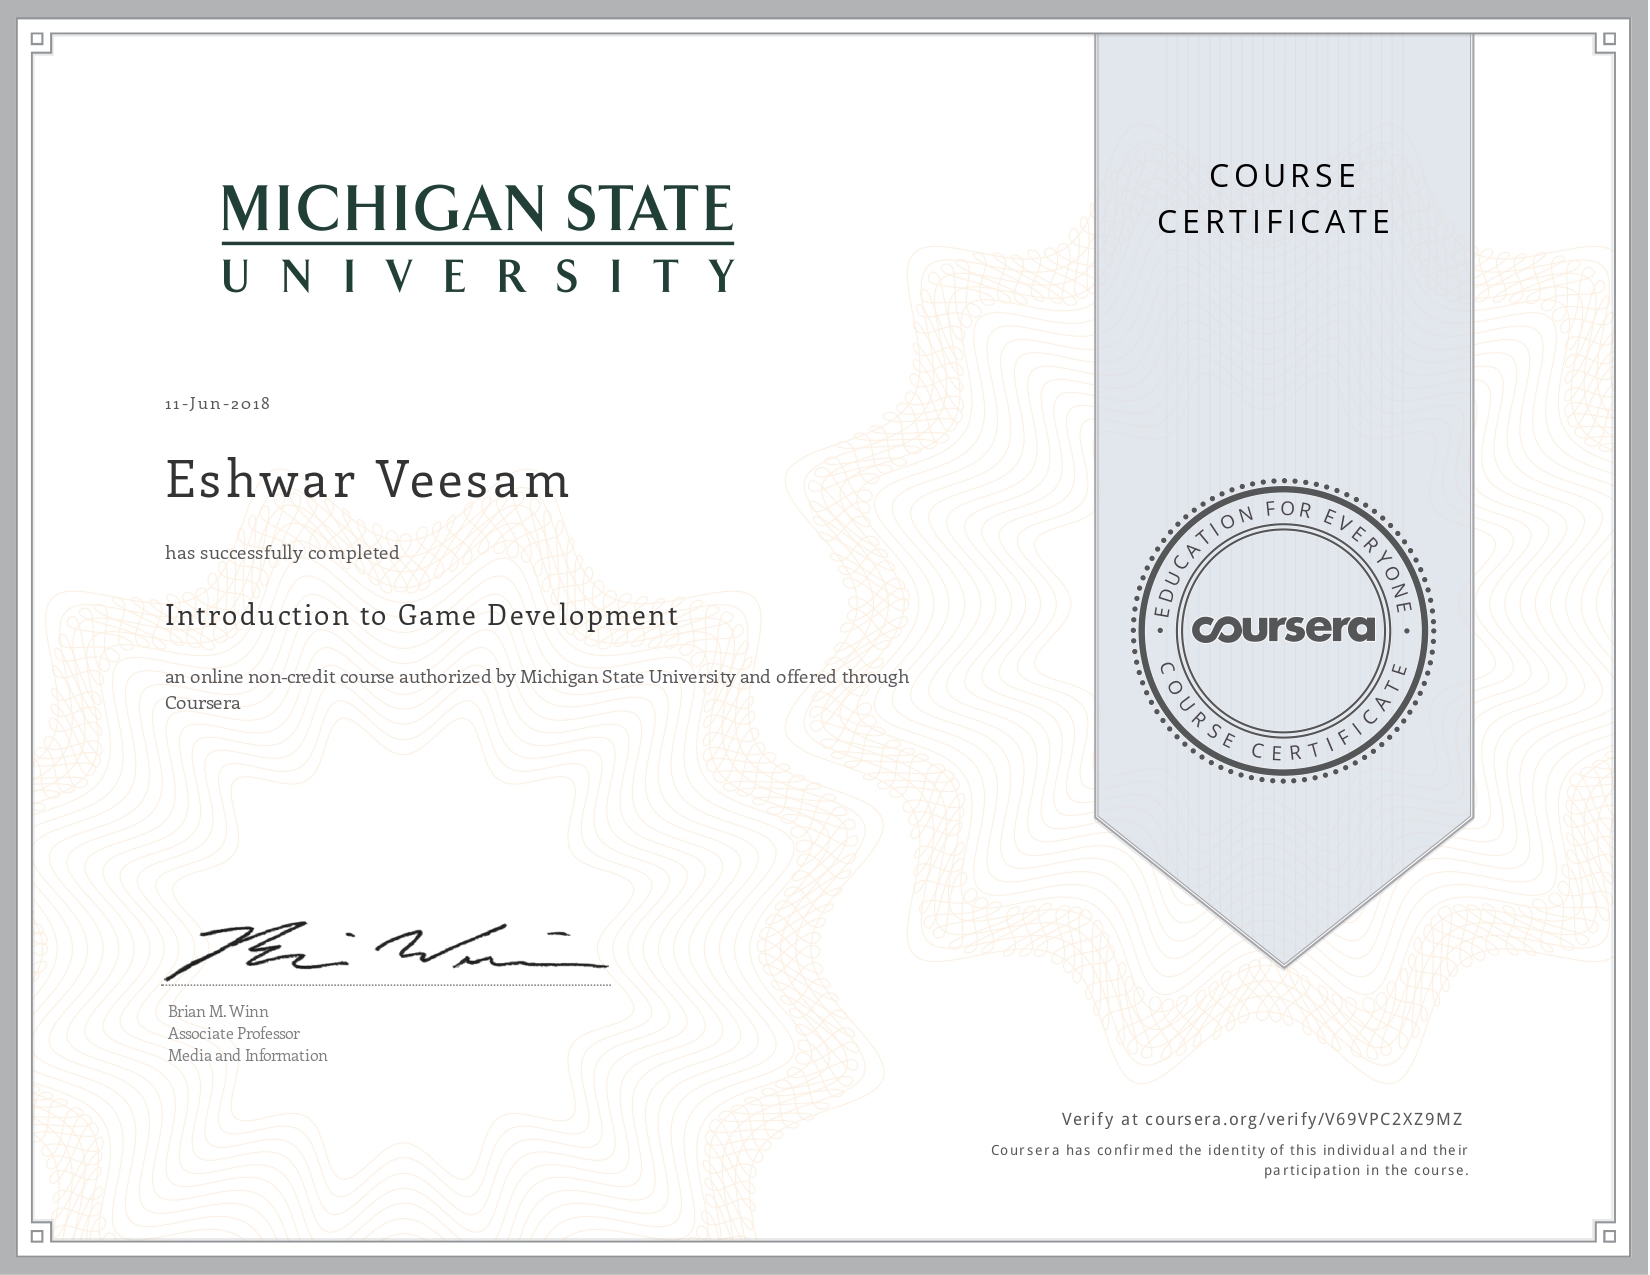 MICHIGAN STATE
UNIVERSITY
11-Jun-2018
Eshwar Veesam
has successfully completed
Introduction to Game Development
an online non-credit course authorized by Michigan State University and offered through
Coursera
Brian M. Winn
Associate Professor
Media and Information
COURSE
CERTIFICATE
EDUCATION FOR EVERYONE
coursera
COURSE CERTIFICATE
Verify at coursera.org/verify/V69VPC2XZ9MZ
Coursera has confirmed the identity of this individual and their
participation in the course.